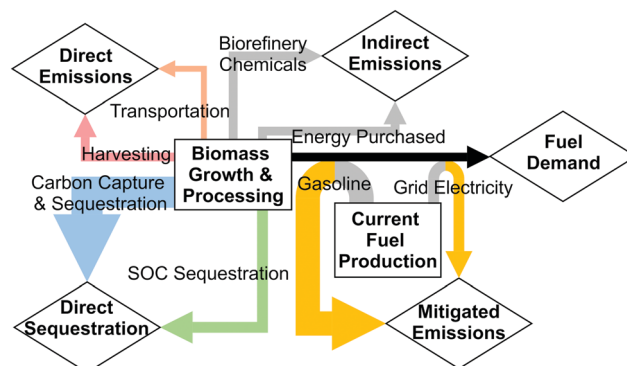 Direct
Emissions
Biorefinery
Chemicals
Indirect
Emissions
Transportation
Energy Purchased
Harvesting
Biomass
Growth &
Processing
Fuel
Demand
Carbon Capture
& Sequestration
Gasoline
Grid Electricity
Current
Fuel
Production
SOC Sequestration
Direct
Sequestration
Mitigated
Emissions